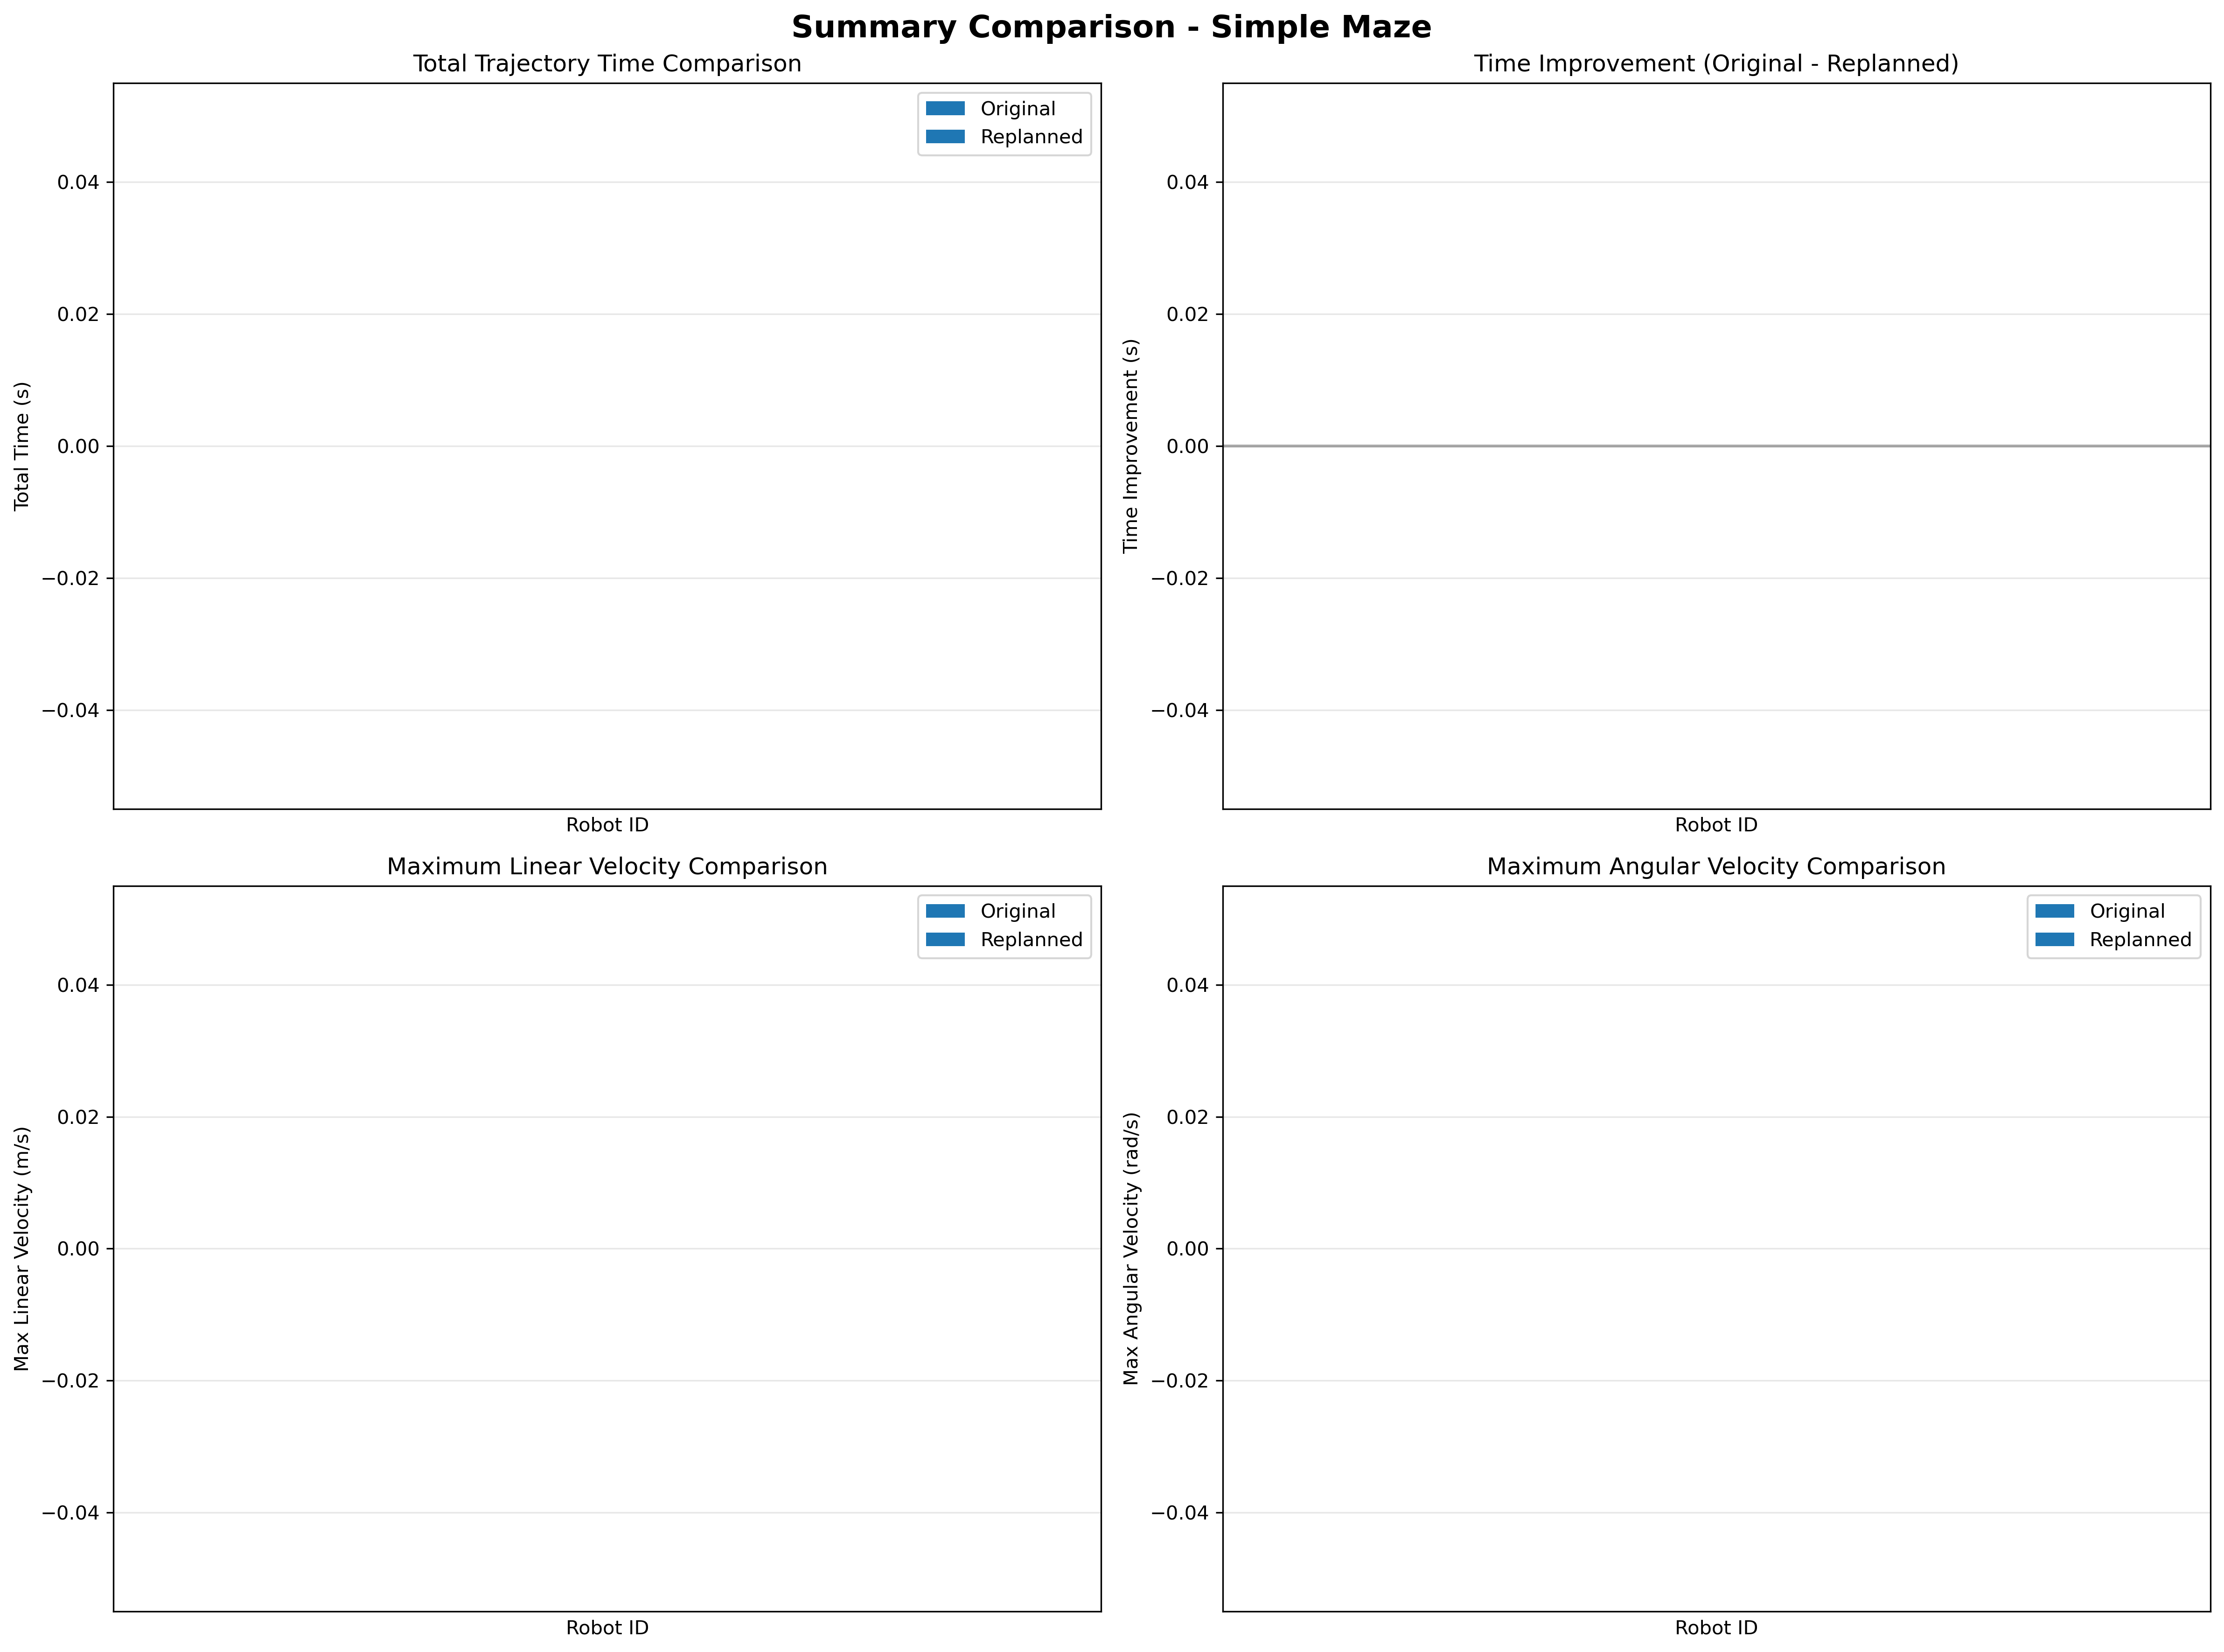 Summary Comparison - Simple Maze
Total Trajectory Time Comparison
Original
Replanned
0.04
0.02
0.00
−0.02
−0.04
Total Time (s)
Robot ID
Time Improvement (Original - Replanned)
0.04
0.02
0.00
−0.02
−0.04
Time Improvement (s)
Robot ID
Maximum Linear Velocity Comparison
Original
Replanned
0.04
0.02
0.00
−0.02
−0.04
Max Linear Velocity (m/s)
Robot ID
Maximum Angular Velocity Comparison
Original
Replanned
0.04
0.02
0.00
−0.02
−0.04
Max Angular Velocity (rad/s)
Robot ID